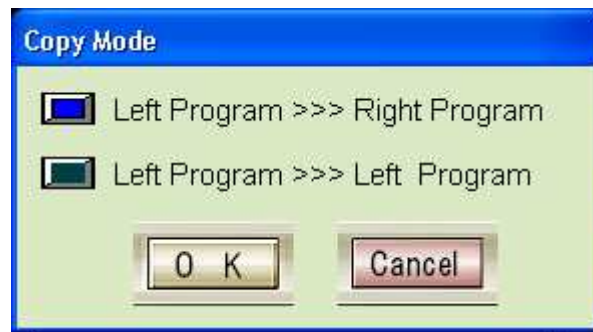 Copy Mode
Left Program >>> Right Program
Left Program >>> Left Program
O K
Cancel